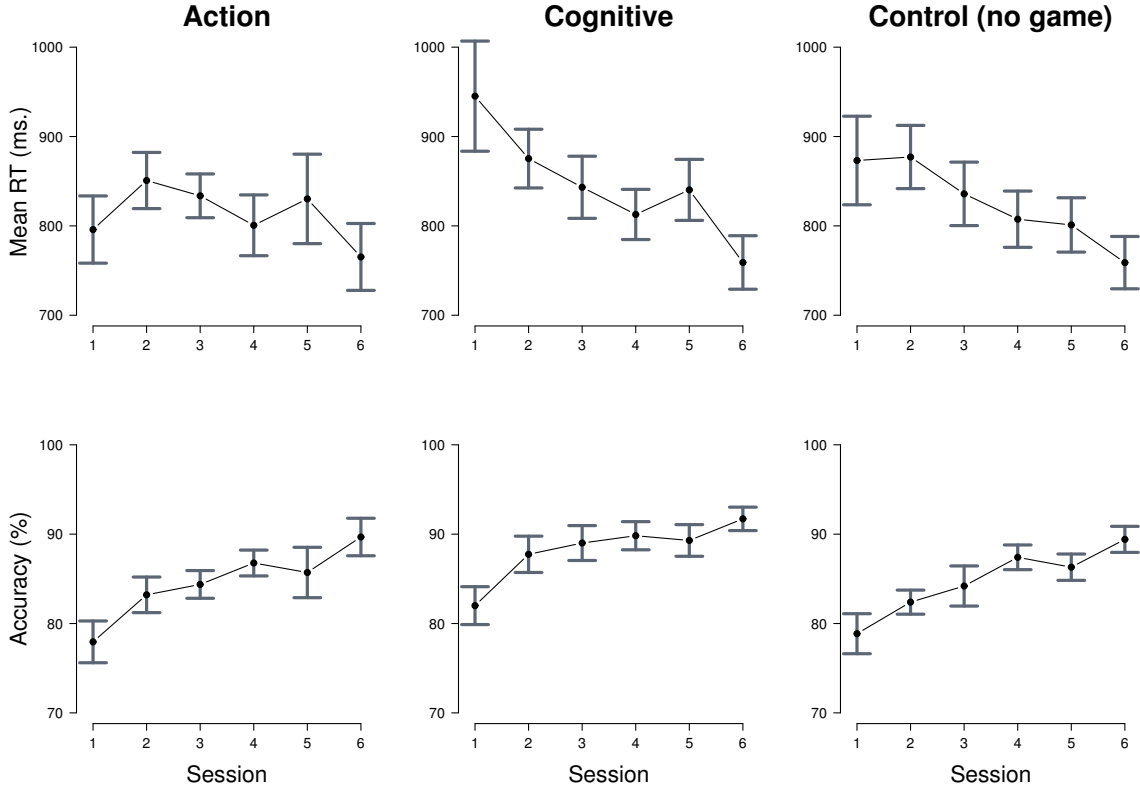 Action Cognitive Control (no game)
Mean RT (ms.)
1000 1000 1000
900 900 900
800 800 800
700 700 700
1 2 3 4 5 6 1 2 3 4 5 6 1 2 3 4 5 6
Accuracy (%)
100 100 100
90 90 90
80 80 80
70 70 70
1 2 3 4 5 6 1 2 3 4 5 6 1 2 3 4 5 6
Session Session Session